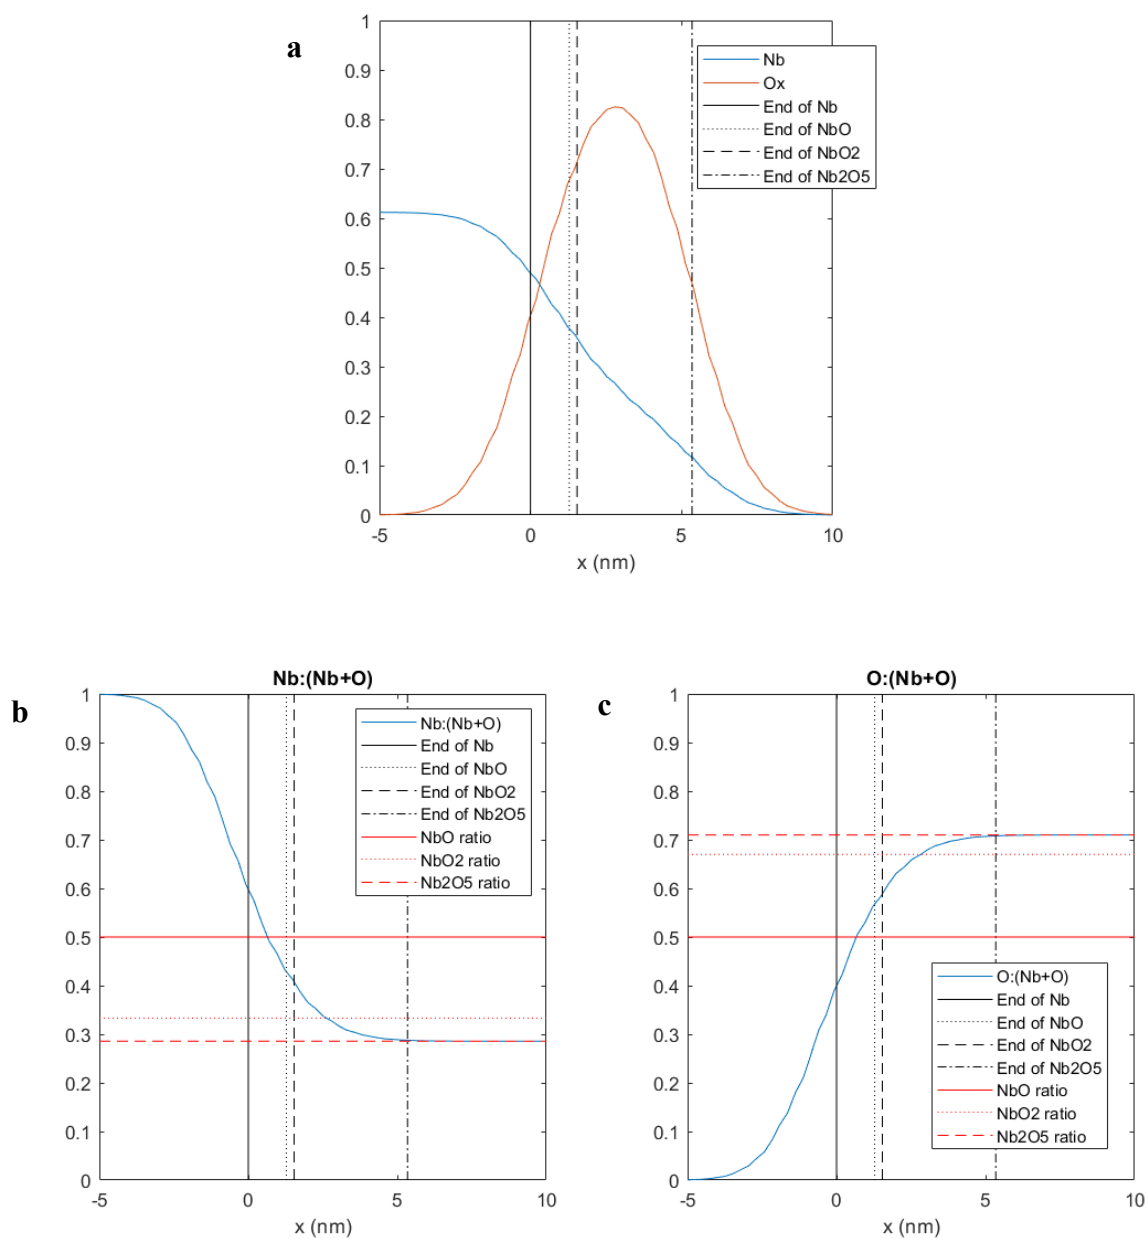 a
1
0.9
0.8
0.7
0.6
0.5
0.4
0.3
0.2
0.1
0
-5
0
5
10
x (nm)
Nb
Ox
End of Nb
End of NbO
End of NbO2
End of Nb2O5
b
Nb:(Nb+O)
1
0.9
0.8
0.7
0.6
0.5
0.4
0.3
0.2
0.1
0
-5
0
5
10
x (nm)
Nb:(Nb+O)
End of Nb
End of NbO
End of NbO2
End of Nb2O5
NbO ratio
NbO2 ratio
Nb2O5 ratio
c
O:(Nb+O)
1
0.9
0.8
0.7
0.6
0.5
0.4
0.3
0.2
0.1
0
-5
0
5
10
x (nm)
O:(Nb+O)
End of Nb
End of NbO
End of NbO2
End of Nb2O5
NbO ratio
NbO2 ratio
Nb2O5 ratio